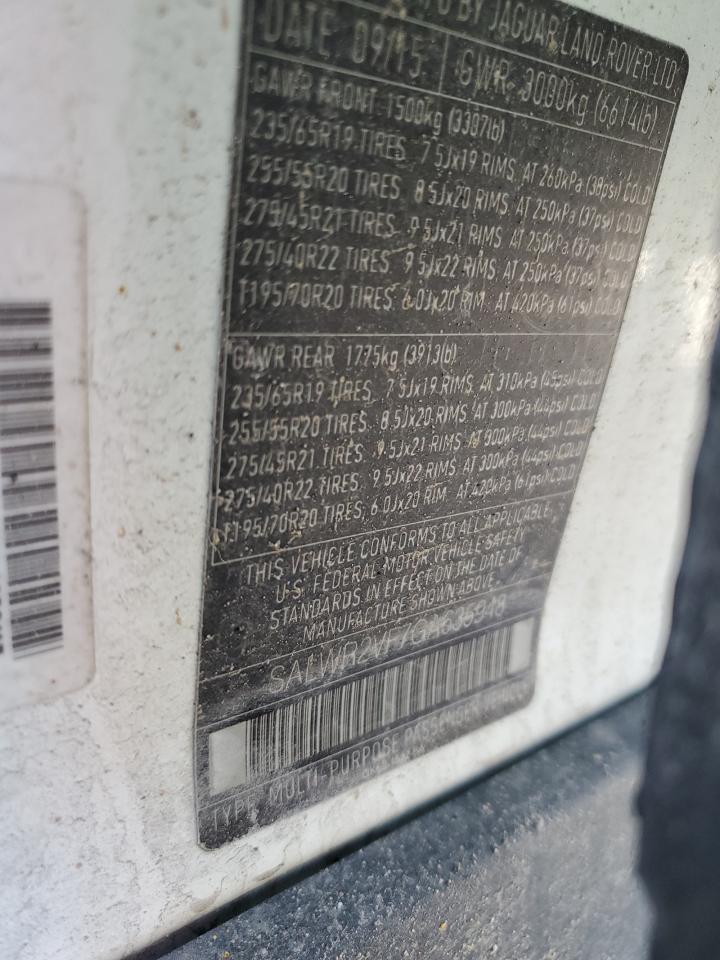 BY JAGUAR LAND ROVER LTD
DATE 09/15 GWR 3000kg (6614lb)
GAWR FRONT 1500kg (3307lb)
235/65R19 TIRES 7.5Jx19 RIMS AT 260kPa (38psi) COLD
255/55R20 TIRES 8.5Jx20 RIMS AT 250kPa (37psi) COLD
275/45R21 TIRES 9.5Jx21 RIMS AT 250kPa (37psi) COLD
275/40R22 TIRES 9.5Jx22 RIMS AT 250kPa (37psi) COLD
T195/70R20 TIRES 6.0Jx20 RIM AT 420kPa (61psi) COLD
GAWR REAR 1775kg (3913lb)
235/65R19 TIRES 7.5Jx19 RIMS AT 310kPa (45psi) COLD
255/55R20 TIRES 8.5Jx20 RIMS AT 300kPa (44psi) COLD
275/45R21 TIRES 9.5Jx21 RIMS AT 300kPa (44psi) COLD
275/40R22 TIRES 9.5Jx22 RIMS AT 300kPa (44psi) COLD
T195/70R20 TIRES 6.0Jx20 RIM AT 420kPa (61psi) COLD
THIS VEHICLE CONFORMS TO ALL APPLICABLE
U.S. FEDERAL MOTOR VEHICLE SAFETY
STANDARDS IN EFFECT ON THE DATE OF
MANUFACTURE SHOWN ABOVE
TYPE MULTI-PURPOSE PASSENGER